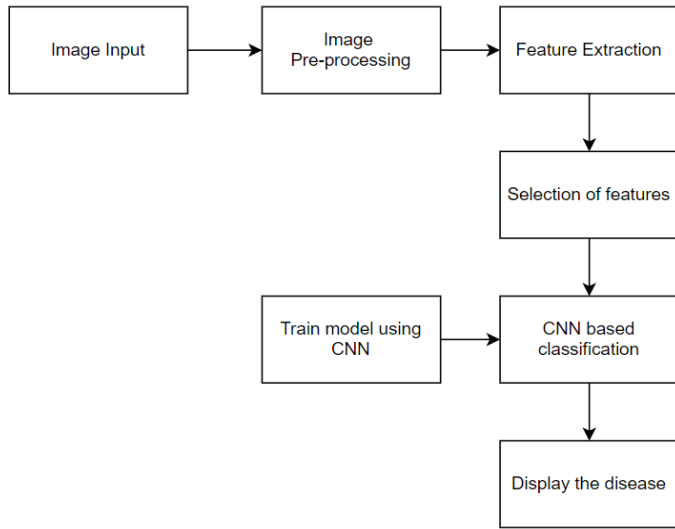 Image Input
Image
Pre-processing
Feature Extraction
Selection of features
Train model using
CNN
CNN based
classification
Display the disease